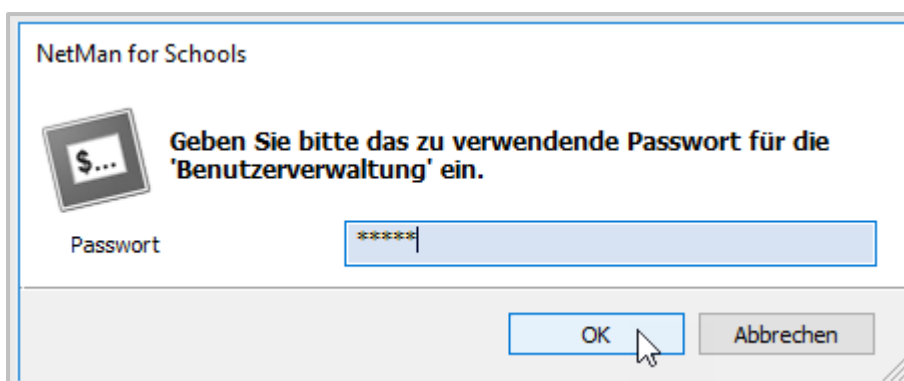 NetMan for Schools
$...
Geben Sie bitte das zu verwendende Passwort für die
'Benutzerverwaltung' ein.
Passwort *****
OK Abbrechen